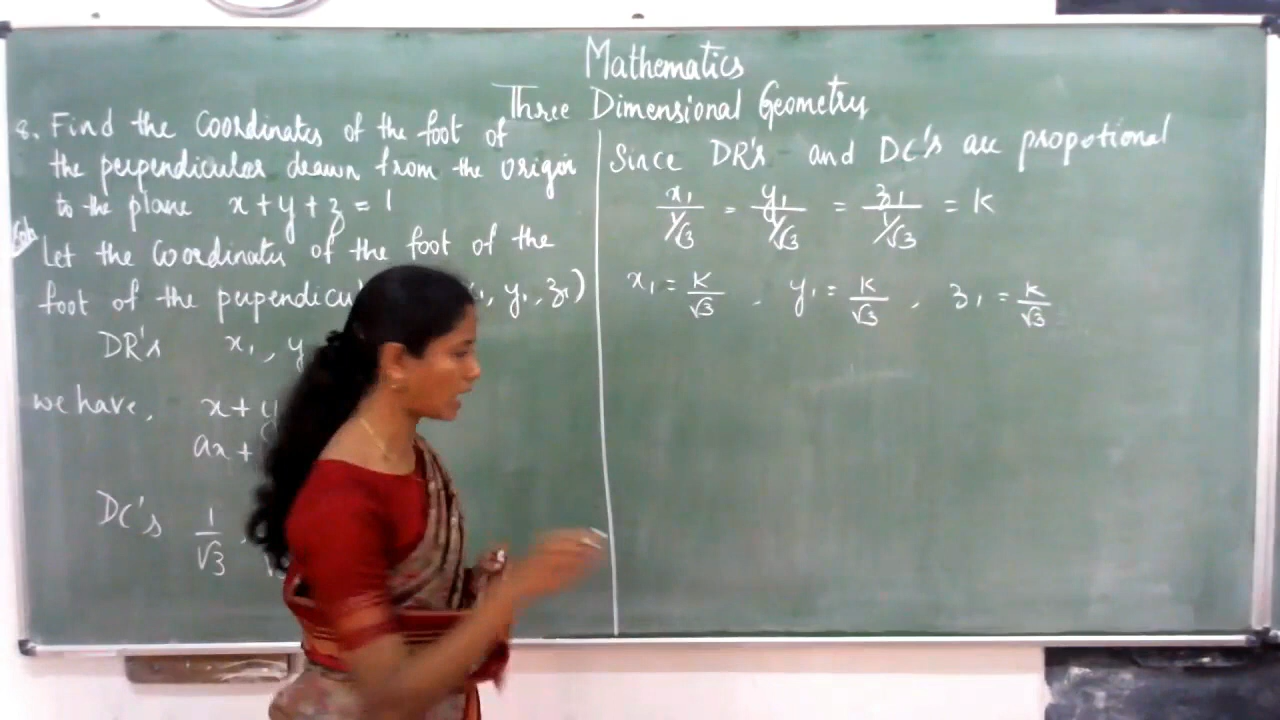 Mathematics
Three Dimensional Geometry
8. Find the coordinates of the foot of
the perpendicular drawn from the origin
to the plane x + y + z = 1
Soln
Let the coordinates of the foot of the
foot of the perpendicul , y₁, z₁)
DR's x₁, y
we have, x + y
ax +
DC's 1/√3,
Since DR's and DC's are propotional
x₁/(1/√3) = y₁/(1/√3) = z₁/(1/√3) = K
x₁ = K/√3, y₁ = K/√3, z₁ = K/√3